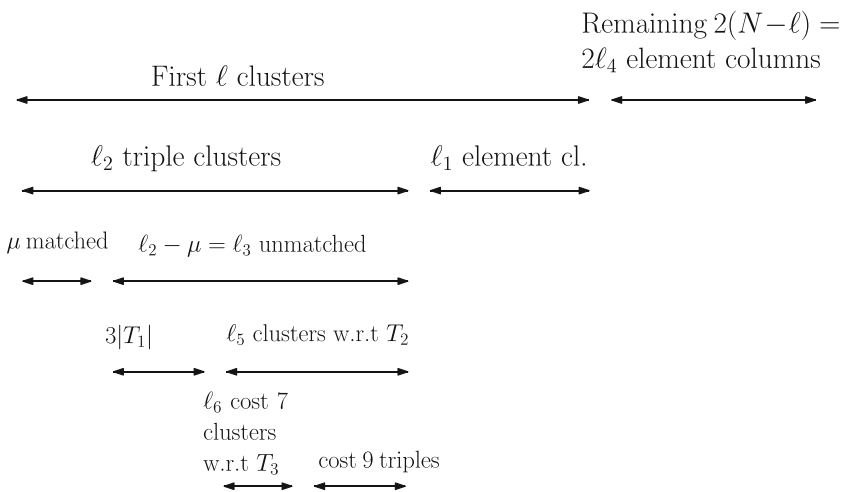 Remaining 2(N−ℓ) =
2ℓ₄ element columns
First ℓ clusters
ℓ₂ triple clusters
ℓ₁ element cl.
μ matched
ℓ₂ − μ = ℓ₃ unmatched
3|T₁|
ℓ₅ clusters w.r.t T₂
ℓ₆ cost 7
clusters
w.r.t T₃
cost 9 triples